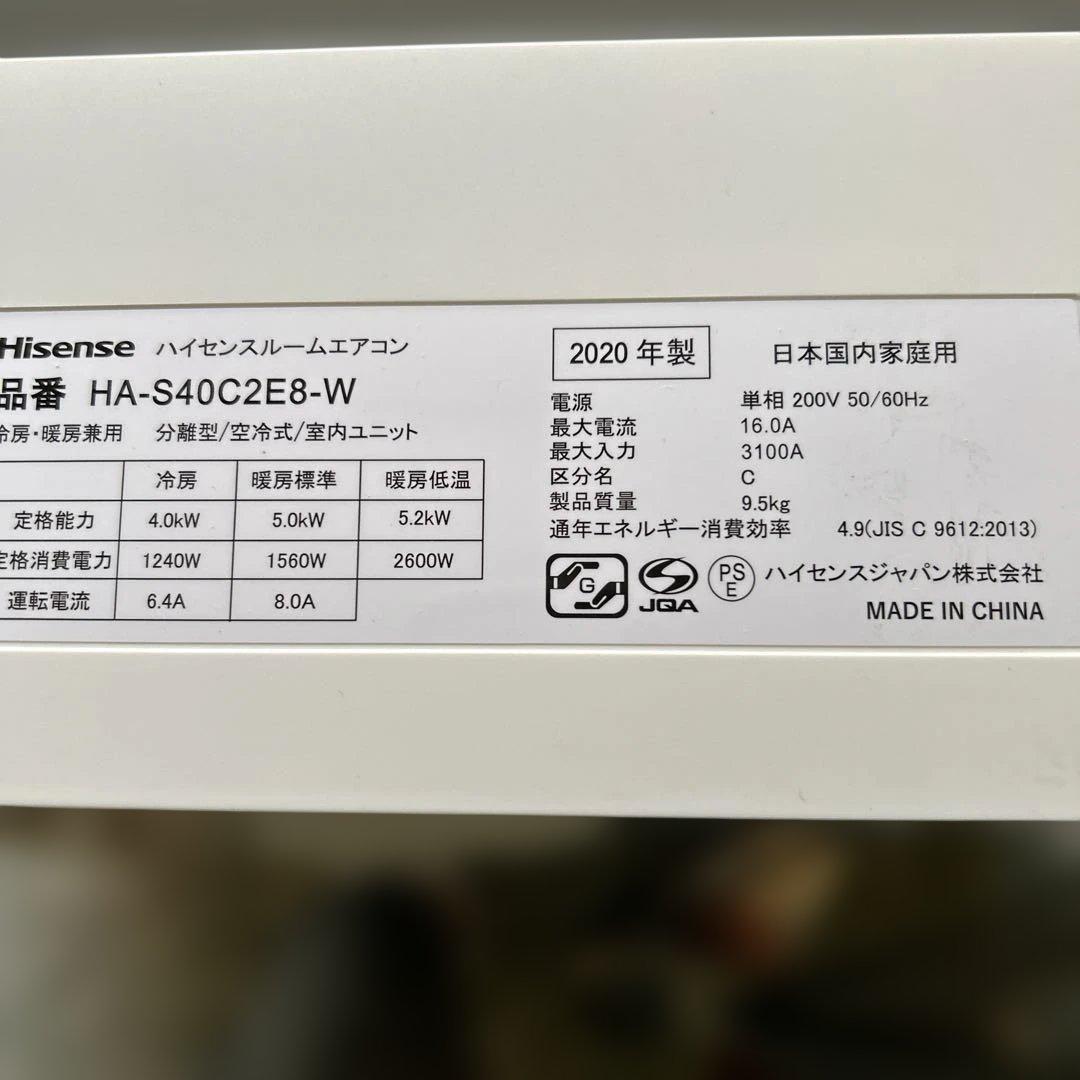 Hisense ハイセンスルームエアコン
品番 HA-S40C2E8-W
冷房・暖房兼用 分離型/空冷式/室内ユニット
冷房 暖房標準 暖房低温
定格能力 4.0kW 5.0kW 5.2kW
定格消費電力 1240W 1560W 2600W
運転電流 6.4A 8.0A
2020 年製 日本国内家庭用
電源 単相 200V 50/60Hz
最大電流 16.0A
最大入力 3100A
区分名 C
製品質量 9.5kg
通年エネルギー消費効率 4.9(JIS C 9612:2013)
G JQA PSE ハイセンスジャパン株式会社
MADE IN CHINA